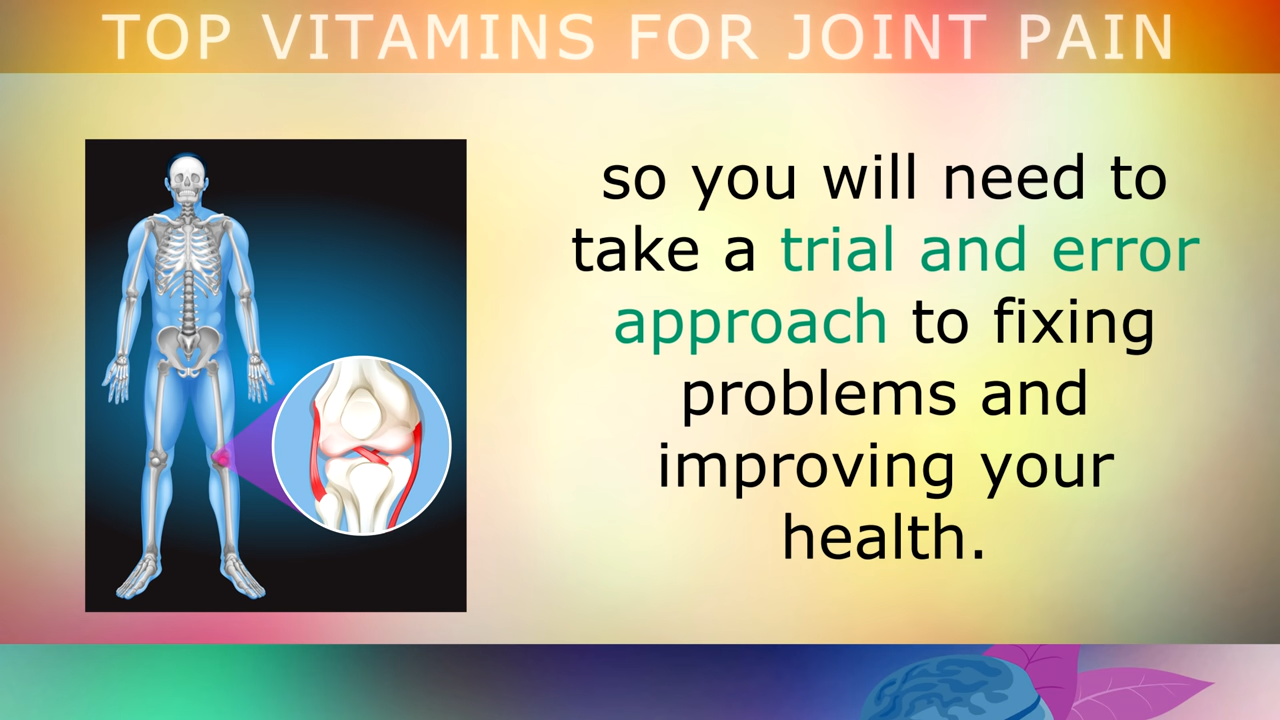 TOP VITAMINS FOR JOINT PAIN
so you will need to
take a trial and error
approach to fixing
problems and
improving your
health.